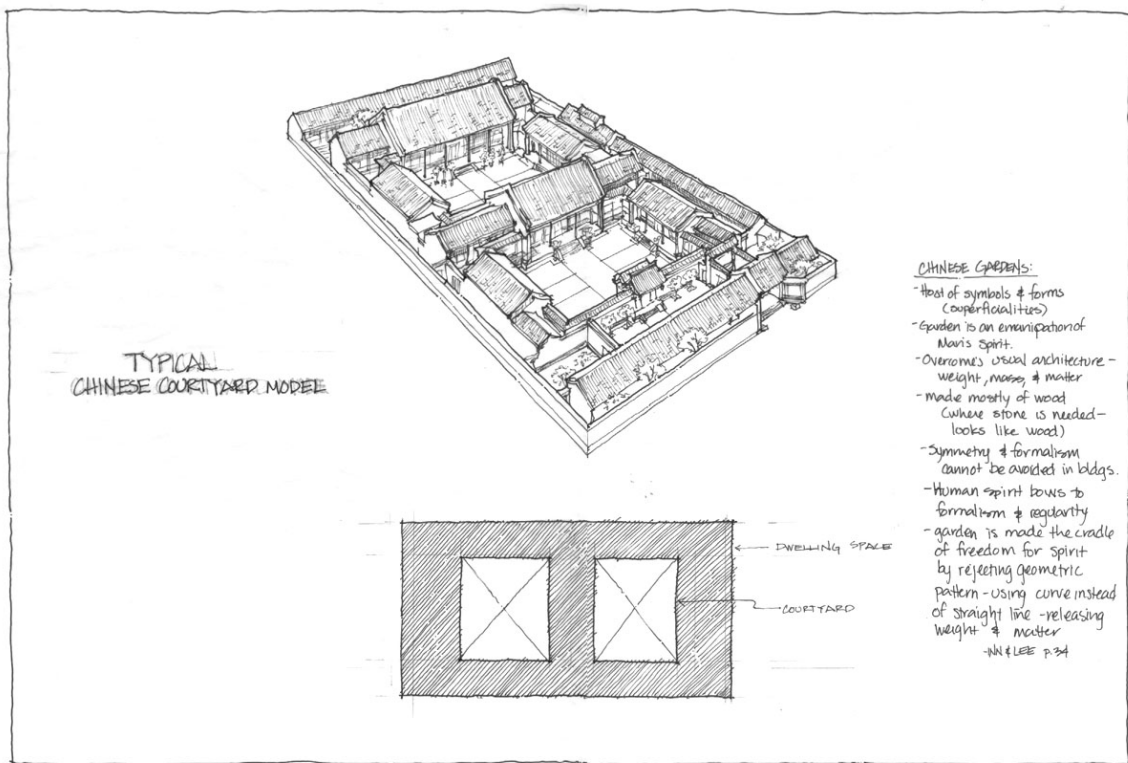 TYPICAL
CHINESE COURTYARD MODEL
CHINESE GARDENS:
-Host of symbols & forms
(superficialities)
-Garden is an emancipation of
Man's Spirit.
-Overcome's usual architecture-
weight, mass, & matter
-made mostly of wood
(where stone is needed-
looks like wood)
-Symmetry & formalism
cannot be avoided in bldgs.
-Human spirit bows to
formalism & regularity
-garden is made the cradle
of freedom for spirit
by rejecting geometric
pattern-using curve instead
of straight line-releasing
weight & matter
-INN & LEE p.34
DWELLING SPACE
COURTYARD